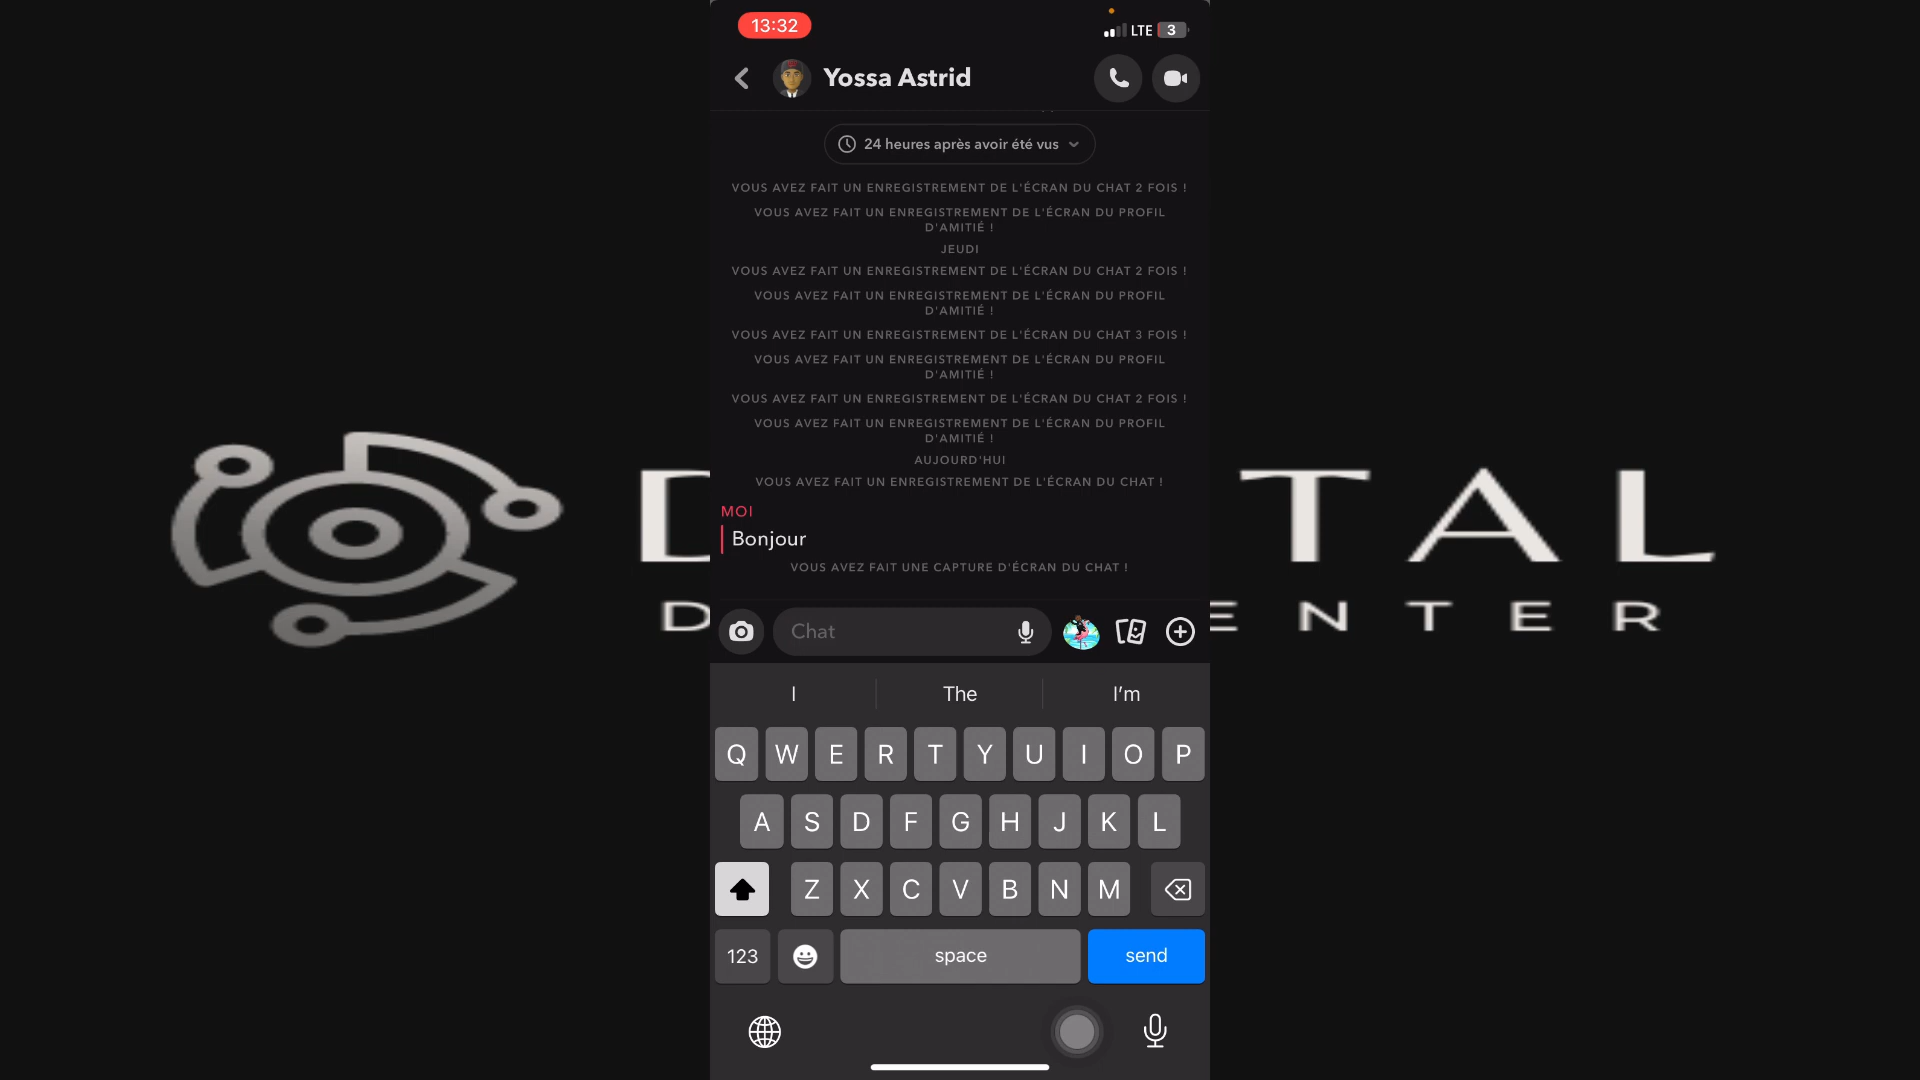 13:32
LTE 3
Yossa Astrid
24 heures après avoir été vus
VOUS AVEZ FAIT UN ENREGISTREMENT DE L'ÉCRAN DU CHAT 2 FOIS !
VOUS AVEZ FAIT UN ENREGISTREMENT DE L'ÉCRAN DU PROFIL
D'AMITIÉ !
JEUDI
VOUS AVEZ FAIT UN ENREGISTREMENT DE L'ÉCRAN DU CHAT 2 FOIS !
VOUS AVEZ FAIT UN ENREGISTREMENT DE L'ÉCRAN DU PROFIL
D'AMITIÉ !
VOUS AVEZ FAIT UN ENREGISTREMENT DE L'ÉCRAN DU CHAT 3 FOIS !
VOUS AVEZ FAIT UN ENREGISTREMENT DE L'ÉCRAN DU PROFIL
D'AMITIÉ !
VOUS AVEZ FAIT UN ENREGISTREMENT DE L'ÉCRAN DU CHAT 2 FOIS !
VOUS AVEZ FAIT UN ENREGISTREMENT DE L'ÉCRAN DU PROFIL
D'AMITIÉ !
AUJOURD'HUI
VOUS AVEZ FAIT UN ENREGISTREMENT DE L'ÉCRAN DU CHAT !
MOI
Bonjour
VOUS AVEZ FAIT UNE CAPTURE D'ÉCRAN DU CHAT !
Chat
I The I'm
Q W E R T Y U I O P
A S D F G H J K L
Z X C V B N M
123 space send